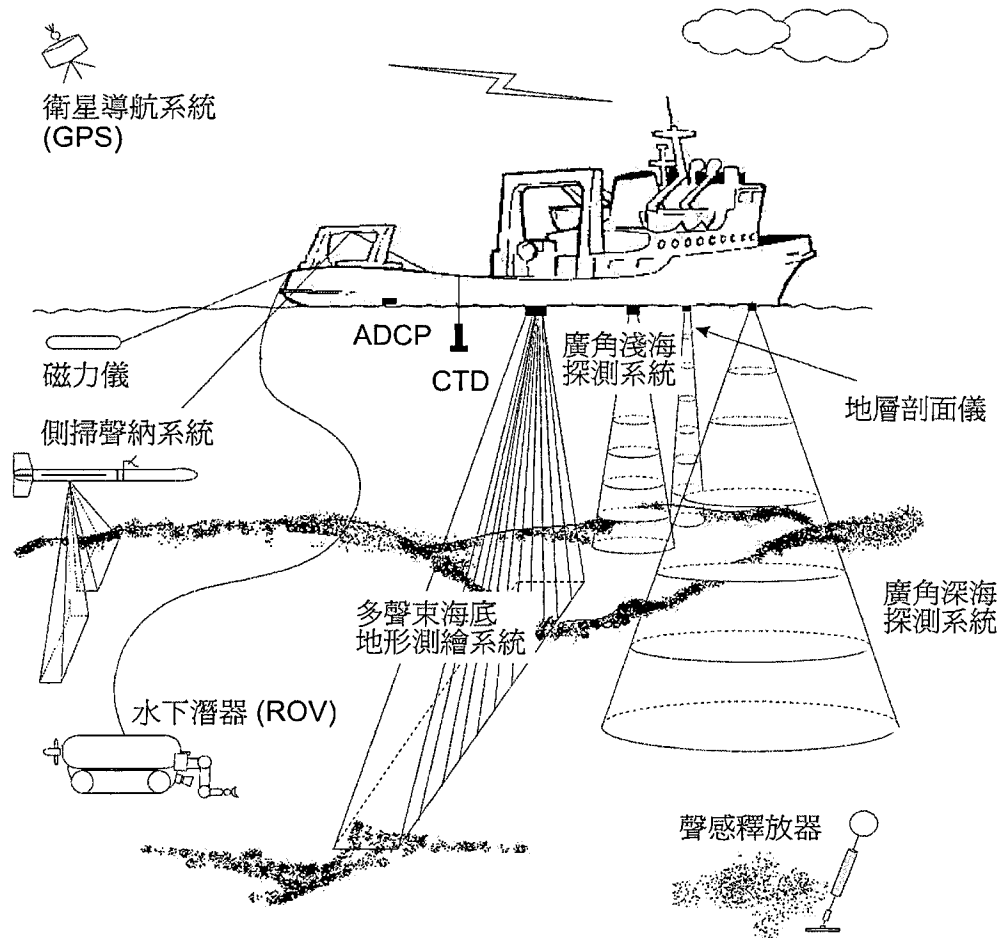 衛星導航系統
(GPS)
ADCP
CTD
廣角淺海
探測系統
磁力儀
地層剖面儀
側掃聲納系統
多聲束海底
地形測繪系統
廣角深海
探測系統
水下潛器 (ROV)
聲感釋放器